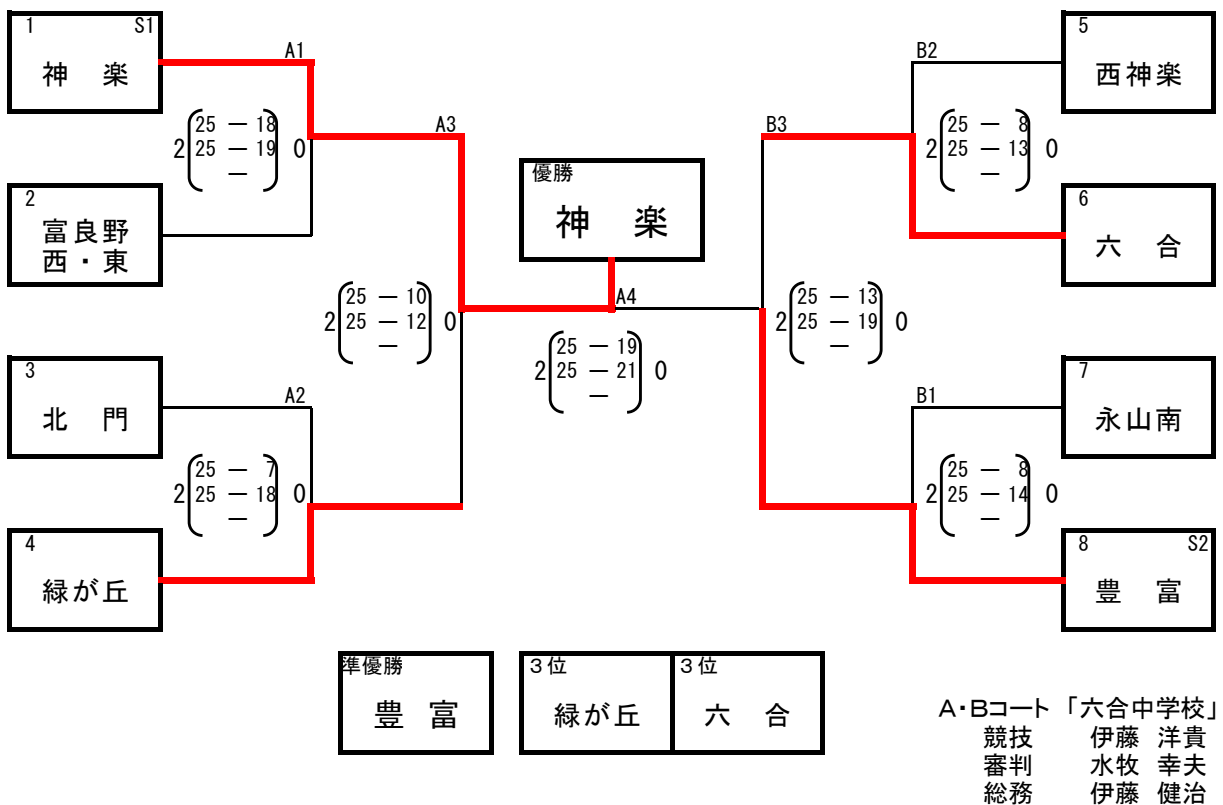 1 S1
神 楽
A1
25 － 18
2 25 － 19 0
－
2
富良野
西・東
A3
25 － 10
2 25 － 12 0
－
3
北 門
A2
25 － 7
2 25 － 18 0
－
4
緑が丘
優勝
神 楽
A4
25 － 19
2 25 － 21 0
－
B3
25 － 13
2 25 － 19 0
－
B2
5
西神楽
25 － 8
2 25 － 13 0
－
6
六 合
B1
7
永山南
25 － 8
2 25 － 14 0
－
8 S2
豊 富
準優勝
豊 富
３位
緑が丘
３位
六 合
A・Bコート 「六合中学校」
競技 伊藤 洋貴
審判 水牧 幸夫
総務 伊藤 健治